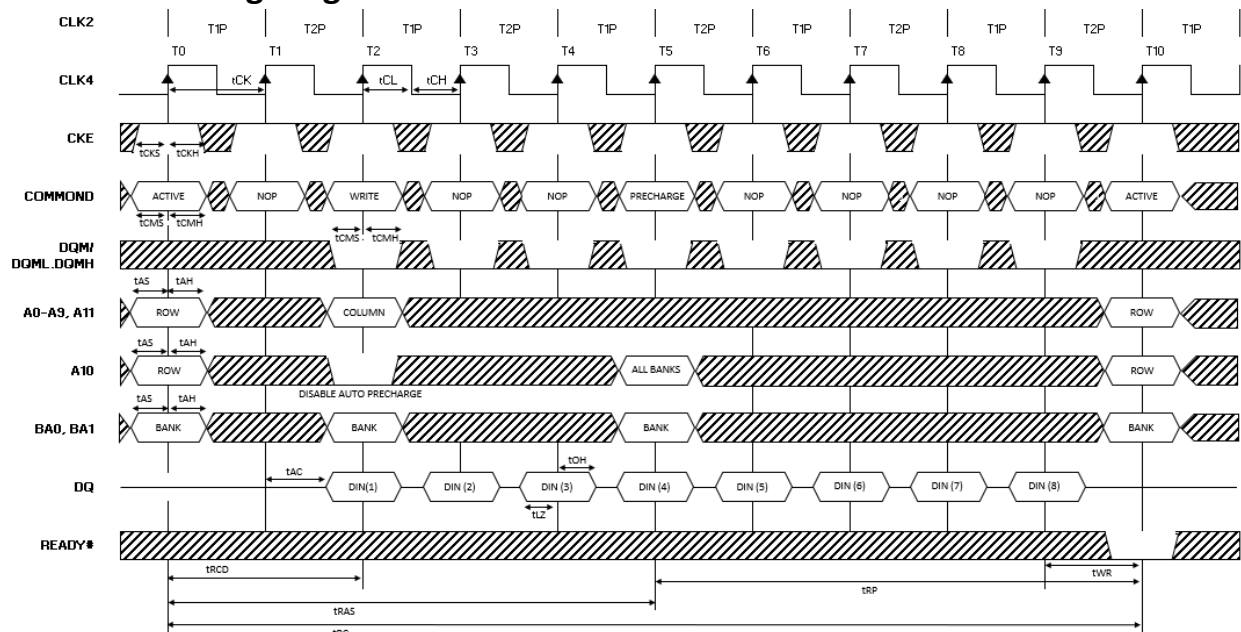 CLK2 T1P T2P T1P T2P T1P T2P T1P T2P T1P T2P T1P
T0 T1 T2 T3 T4 T5 T6 T7 T8 T9 T10
CLK4 tCK tCL tCH
CKE
tCKS tCKH
COMMOND ACTIVE NOP WRITE NOP NOP PRECHARGE NOP NOP NOP NOP ACTIVE
tCMS tCMH
DQM/ tCMS tCMH
DQML.DQMH
tAS tAH
A0-A9, A11 ROW COLUMN ROW
tAS tAH
A10 ROW ALL BANKS ROW
DISABLE AUTO PRECHARGE
tAS tAH
BA0, BA1 BANK BANK BANK BANK
tAC tOH
DQ DIN(1) DIN (2) DIN (3) DIN (4) DIN (5) DIN (6) DIN (7) DIN (8)
tLZ
READY#
tRCD tWR
tRP
tRAS